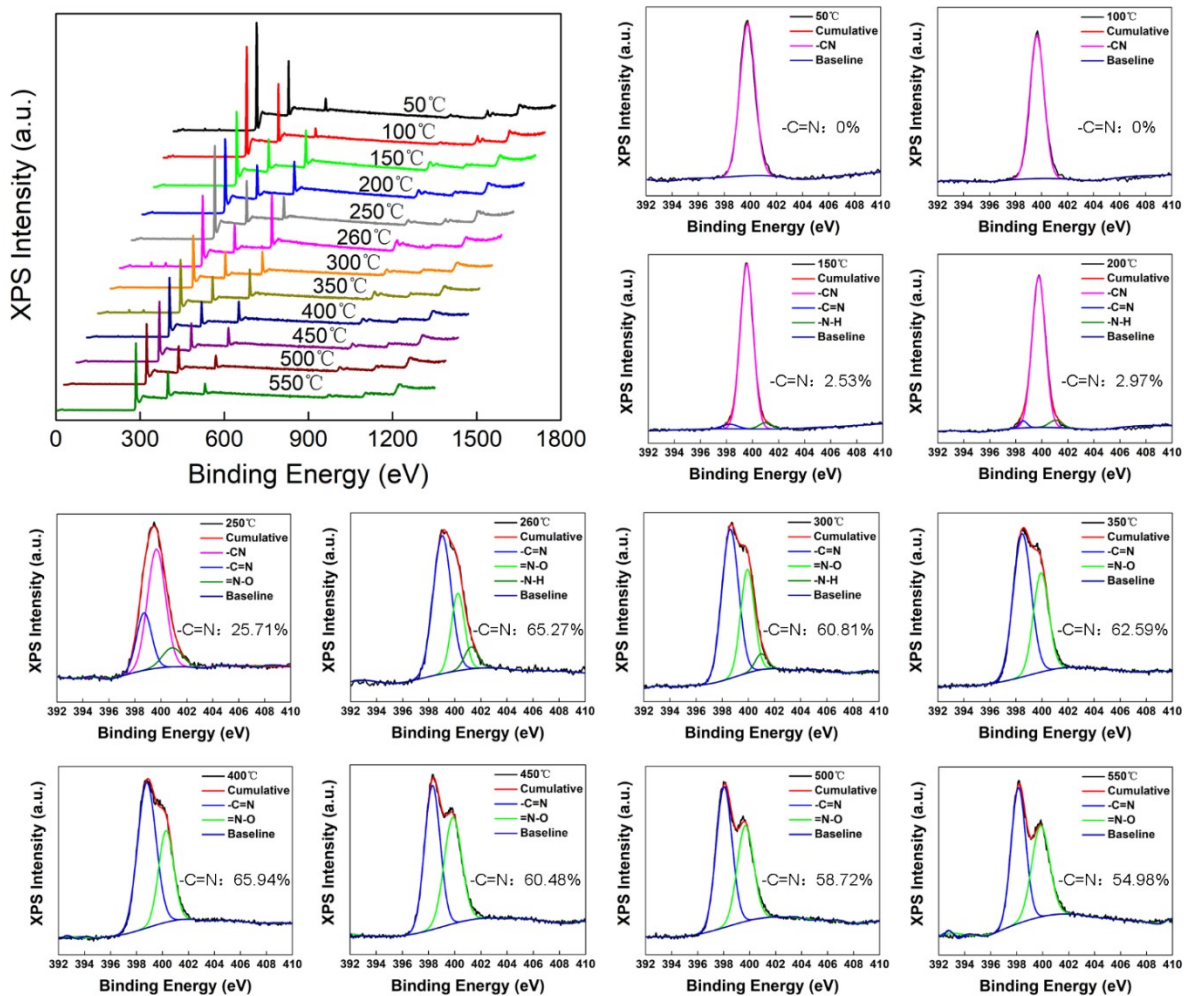 XPS Intensity (a.u.)
50℃
100℃
150℃
200℃
250℃
260℃
300℃
350℃
400℃
450℃
500℃
550℃
0 300 600 900 1200 1500 1800
Binding Energy (eV)
XPS Intensity (a.u.)
50℃
Cumulative
-CN
Baseline
-C=N: 0%
392 394 396 398 400 402 404 406 408 410
Binding Energy (eV)
XPS Intensity (a.u.)
100℃
Cumulative
-CN
Baseline
-C=N: 0%
392 394 396 398 400 402 404 406 408 410
Binding Energy (eV)
XPS Intensity (a.u.)
150℃
Cumulative
-CN
-C=N
-N-H
Baseline
-C=N: 2.53%
392 394 396 398 400 402 404 406 408 410
Binding Energy (eV)
XPS Intensity (a.u.)
200℃
Cumulative
-CN
-C=N
-N-H
Baseline
-C=N: 2.97%
392 394 396 398 400 402 404 406 408 410
Binding Energy (eV)
XPS Intensity (a.u.)
250℃
Cumulative
-CN
-C=N
=N-O
Baseline
-C=N: 25.71%
392 394 396 398 400 402 404 406 408 410
Binding Energy (eV)
XPS Intensity (a.u.)
260℃
Cumulative
-C=N
=N-O
-N-H
Baseline
-C=N: 65.27%
392 394 396 398 400 402 404 406 408 410
Binding Energy (eV)
XPS Intensity (a.u.)
300℃
Cumulative
-C=N
=N-O
-N-H
Baseline
-C=N: 60.81%
392 394 396 398 400 402 404 406 408 410
Binding Energy (eV)
XPS Intensity (a.u.)
350℃
Cumulative
-C=N
=N-O
Baseline
-C=N: 62.59%
392 394 396 398 400 402 404 406 408 410
Binding Energy (eV)
XPS Intensity (a.u.)
400℃
Cumulative
-C=N
=N-O
Baseline
-C=N: 65.94%
392 394 396 398 400 402 404 406 408 410
Binding Energy (eV)
XPS Intensity (a.u.)
450℃
Cumulative
-C=N
=N-O
Baseline
-C=N: 60.48%
392 394 396 398 400 402 404 406 408 410
Binding Energy (eV)
XPS Intensity (a.u.)
500℃
Cumulative
-C=N
=N-O
Baseline
-C=N: 58.72%
392 394 396 398 400 402 404 406 408 410
Binding Energy (eV)
XPS Intensity (a.u.)
550℃
Cumulative
-C=N
=N-O
Baseline
-C=N: 54.98%
392 394 396 398 400 402 404 406 408 410
Binding Energy (eV)